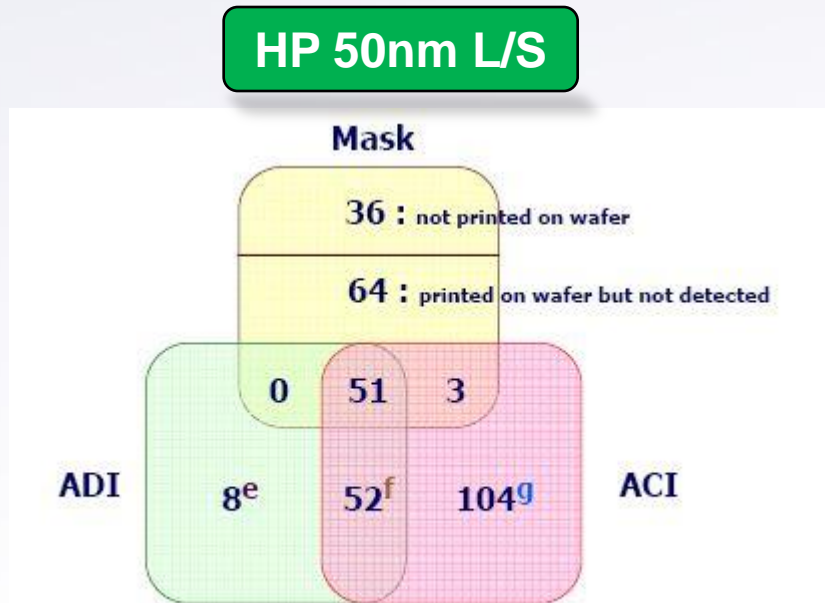 HP 50nm L/S
Mask
36 : not printed on wafer
64 : printed on wafer but not detected
0 51 3
ADI 8e 52f 104g ACI